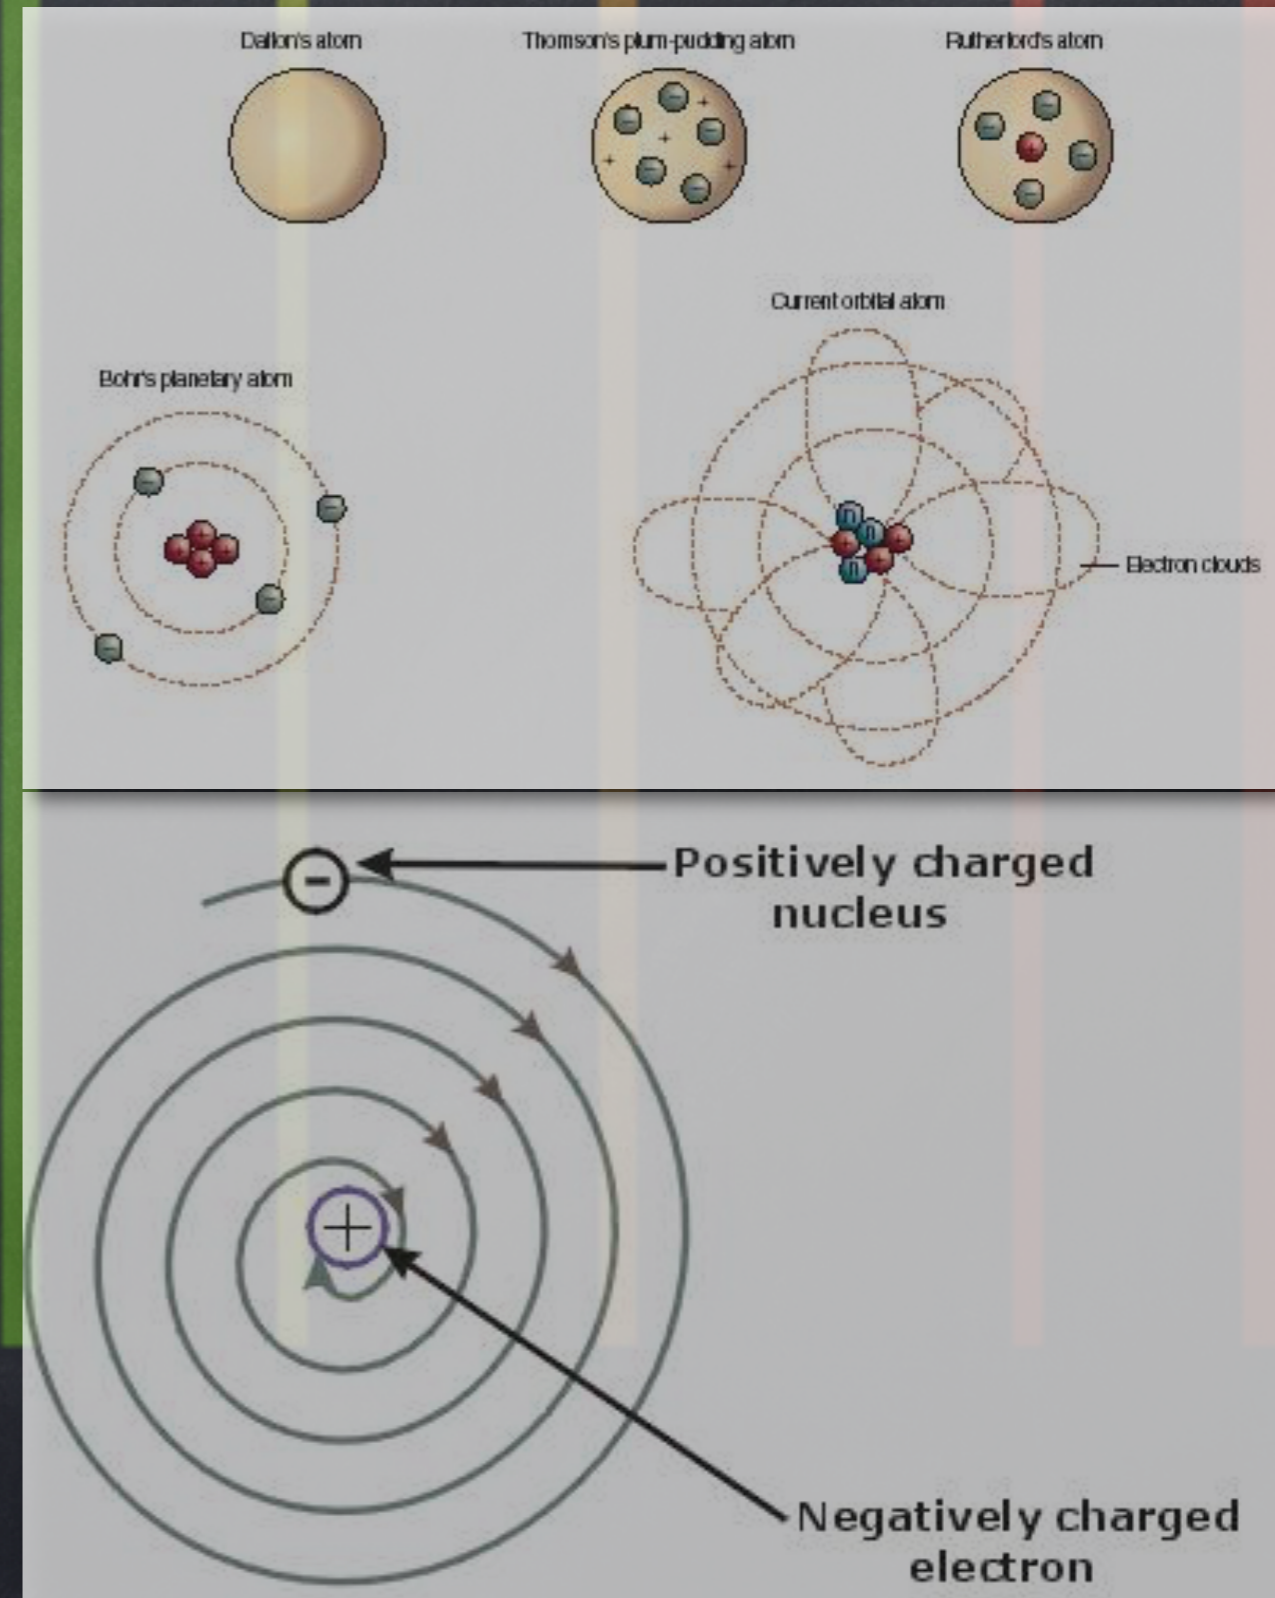 Dalton's atom
Thomson's plum-pudding atom
Rutherford's atom
Current orbital atom
Bohr's planetary atom
Electron clouds
Positively charged
nucleus
Negatively charged
electron